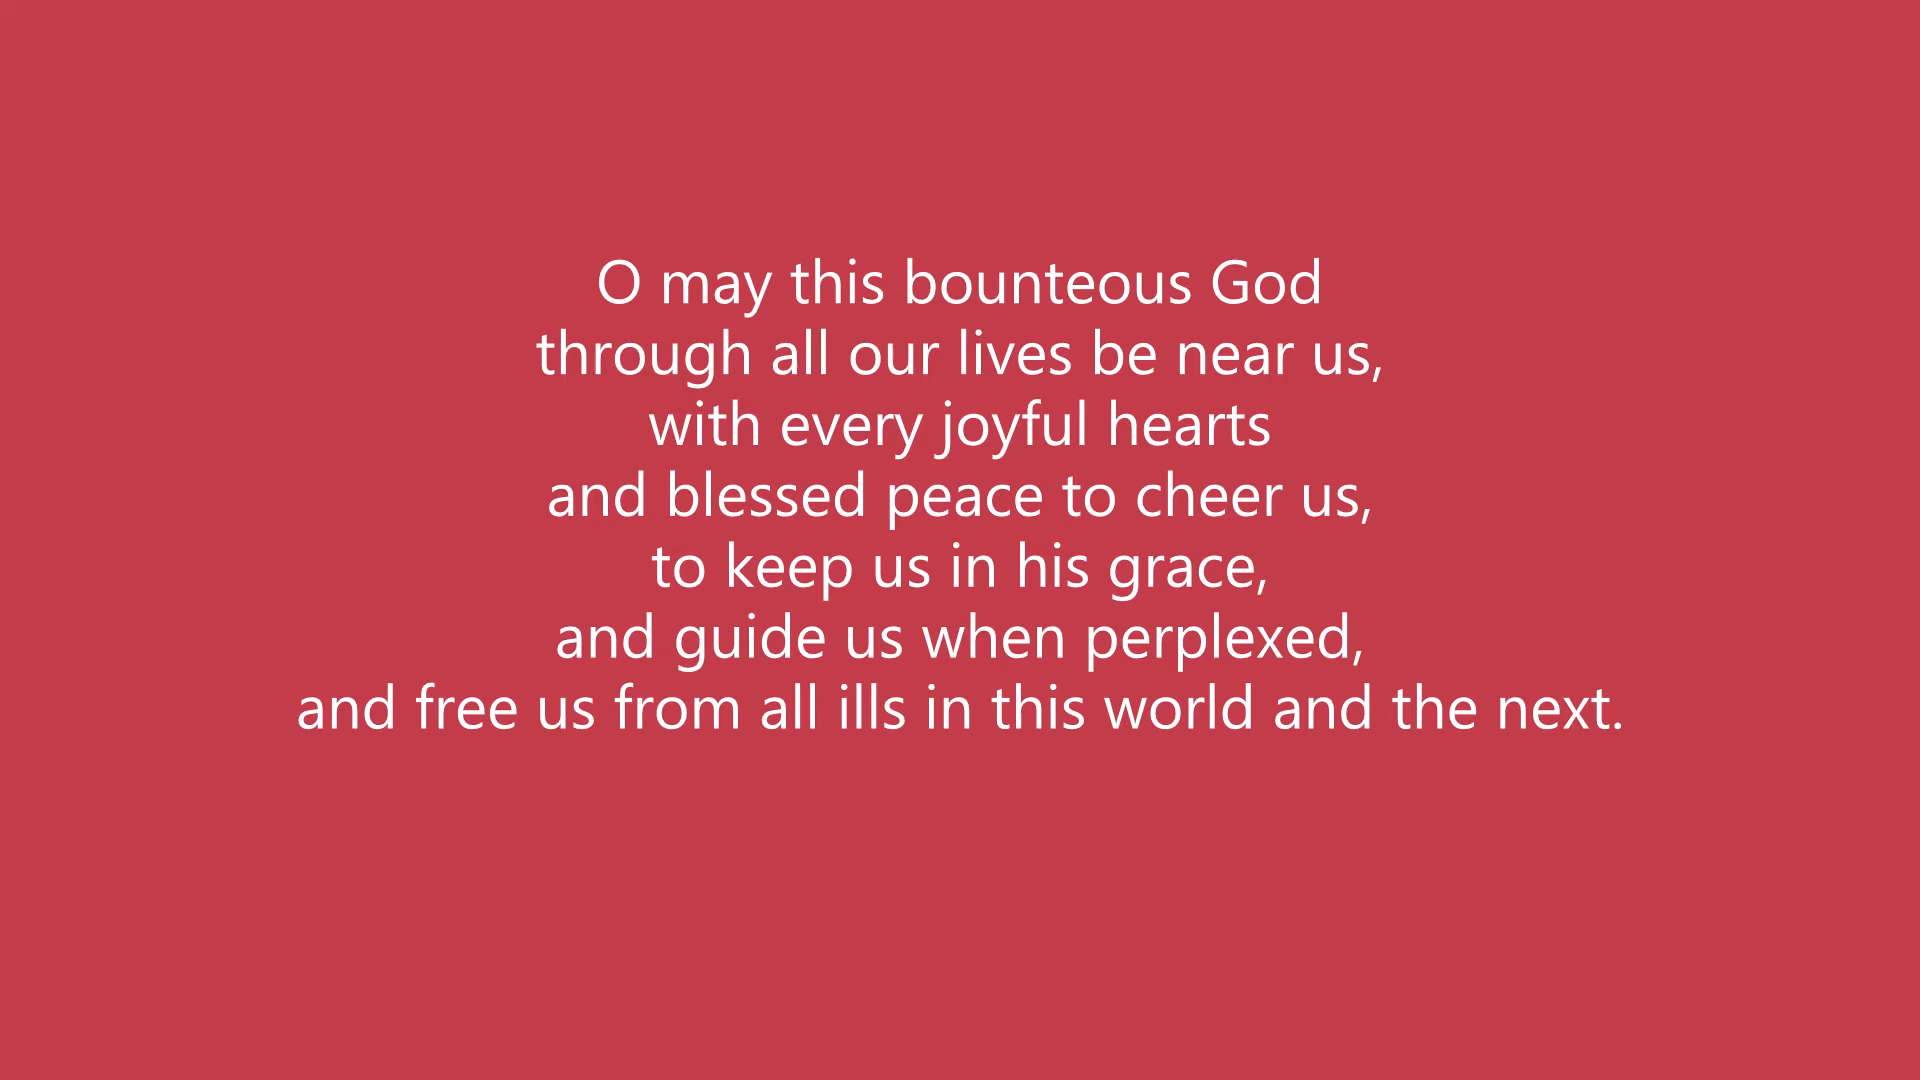 O may this bounteous God
through all our lives be near us,
with every joyful hearts
and blessed peace to cheer us,
to keep us in his grace,
and guide us when perplexed,
and free us from all ills in this world and the next.